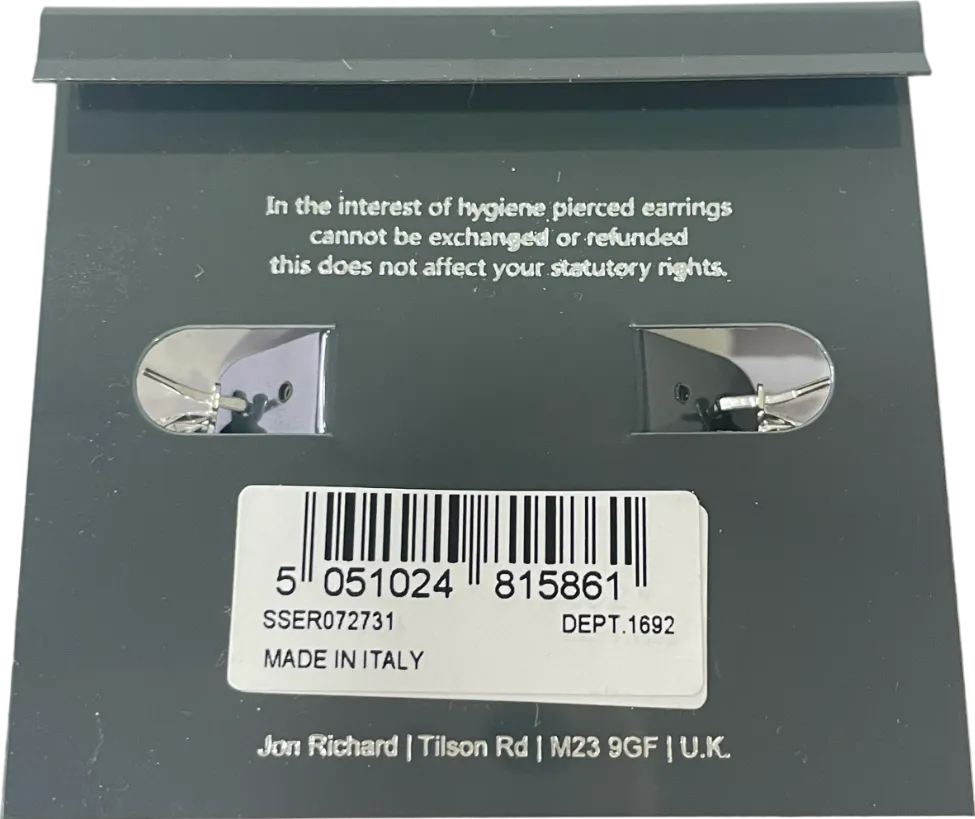 In the interest of hygiene pierced earrings
cannot be exchanged or refunded
this does not affect your statutory rights.
5 051024 815861
SSER072731 DEPT.1692
MADE IN ITALY
Jon Richard | Tilson Rd | M23 9GF | U.K.